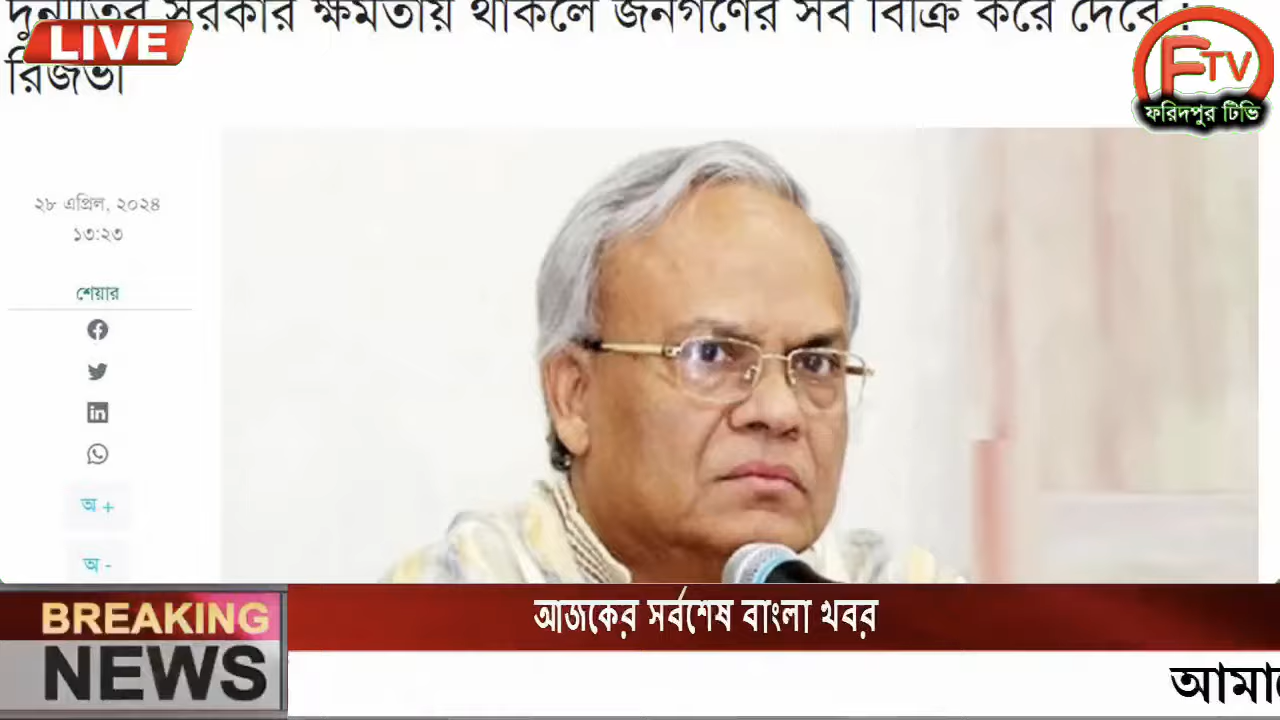 দুর্নীতির সরকার ক্ষমতায় থাকলে জনগণের সব বিক্রি করে দেবে :
রিজভী
LIVE
FTV
ফরিদপুর টিভি
২৮ এপ্রিল, ২০২৪
১৩:২৩
শেয়ার
অ +
অ -
BREAKING
NEWS
আজকের সর্বশেষ বাংলা খবর